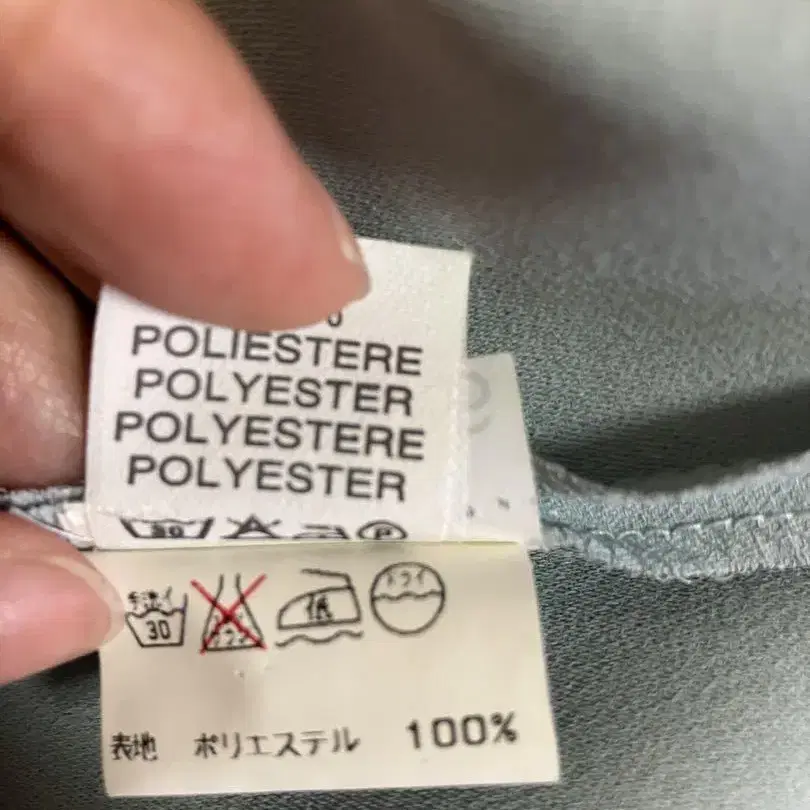 POLIESTERE
POLYESTER
POLYESTERE
POLYESTER
30 P
手洗イ 30 低 ドライ
表地 ポリエステル 100%